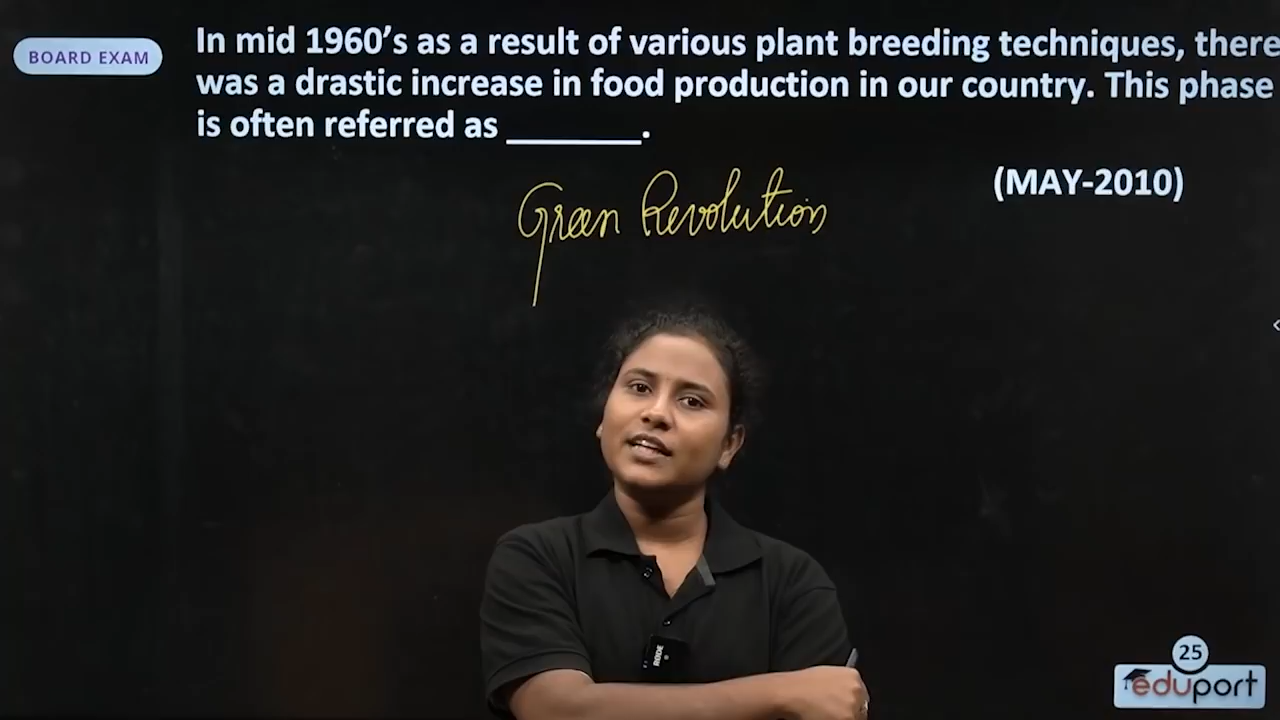 BOARD EXAM
In mid 1960’s as a result of various plant breeding techniques, there
was a drastic increase in food production in our country. This phase
is often referred as ________.
(MAY-2010)
Green Revolution
RODE
25
eduport